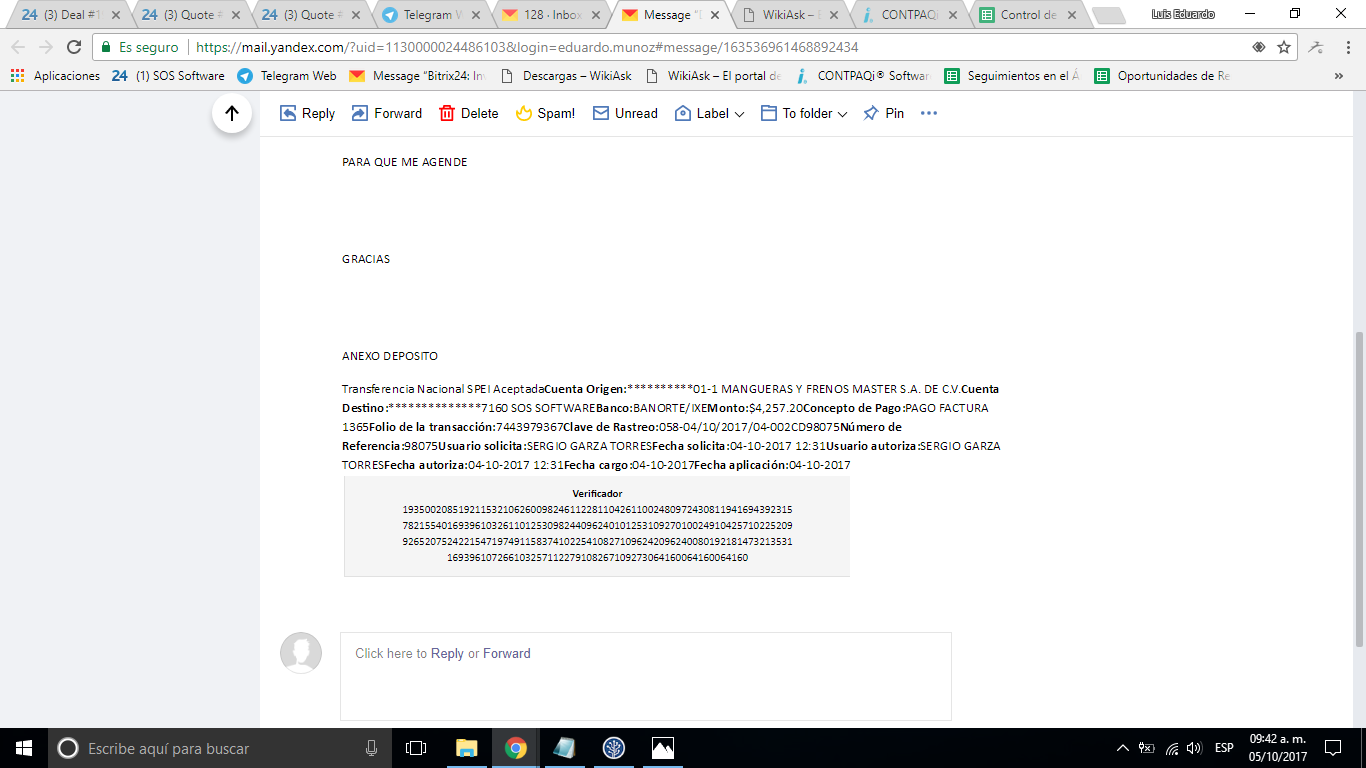 24 (3) Deal #1
24 (3) Quote #
24 (3) Quote #
Telegram W
128 · Inbox
Message "
WikiAsk – E
CONTPAQi
Control de
Luis Eduardo
Es seguro https://mail.yandex.com/?uid=1130000024486103&login=eduardo.munoz#message/163536961468892434
Aplicaciones 24 (1) SOS Software Telegram Web Message "Bitrix24: In Descargas – WikiAsk WikiAsk – El portal de CONTPAQi® Softwar Seguimientos en el Á Oportunidades de Re »
Reply Forward Delete Spam! Unread Label To folder Pin
PARA QUE ME AGENDE
GRACIAS
ANEXO DEPOSITO
Transferencia Nacional SPEI AceptadaCuenta Origen:**********01-1 MANGUERAS Y FRENOS MASTER S.A. DE C.V.Cuenta
Destino:**************7160 SOS SOFTWAREBanco:BANORTE/IXEMonto:$4,257.20Concepto de Pago:PAGO FACTURA
1365Folio de la transacción:7443979367Clave de Rastreo:058-04/10/2017/04-002CD98075Número de
Referencia:98075Usuario solicita:SERGIO GARZA TORRESFecha solicita:04-10-2017 12:31Usuario autoriza:SERGIO GARZA
TORRESFecha autoriza:04-10-2017 12:31Fecha cargo:04-10-2017Fecha aplicación:04-10-2017
Verificador
1935002085192115321062600982461122811042611002480972430811941694392315
7821554016939610326110125309824409624010125310927010024910425710225209
9265207524221547197491158374102254108271096242096240080192181473213531
169396107266103257112279108267109273064160064160064160
Click here to Reply or Forward
Escribe aquí para buscar
ESP
09:42 a. m.
05/10/2017